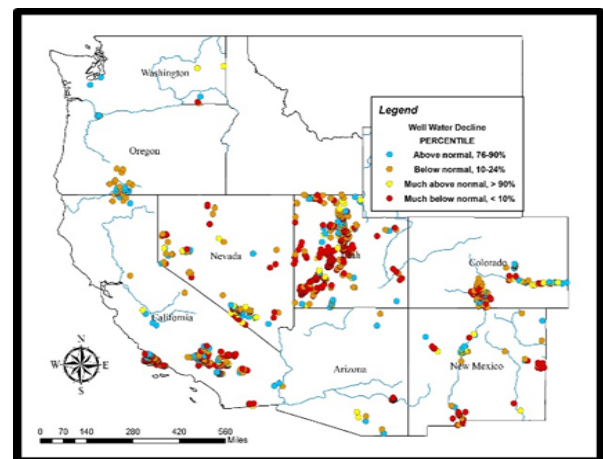 Washington
Oregon
Nevada
Utah
Colorado
California
Arizona
New Mexico
Legend
Well Water Decline
PERCENTILE
Above normal, 76-90%
Below normal, 10-24%
Much above normal, > 90%
Much below normal, < 10%
N
W E
S
0 70 140 280 420 560
Miles